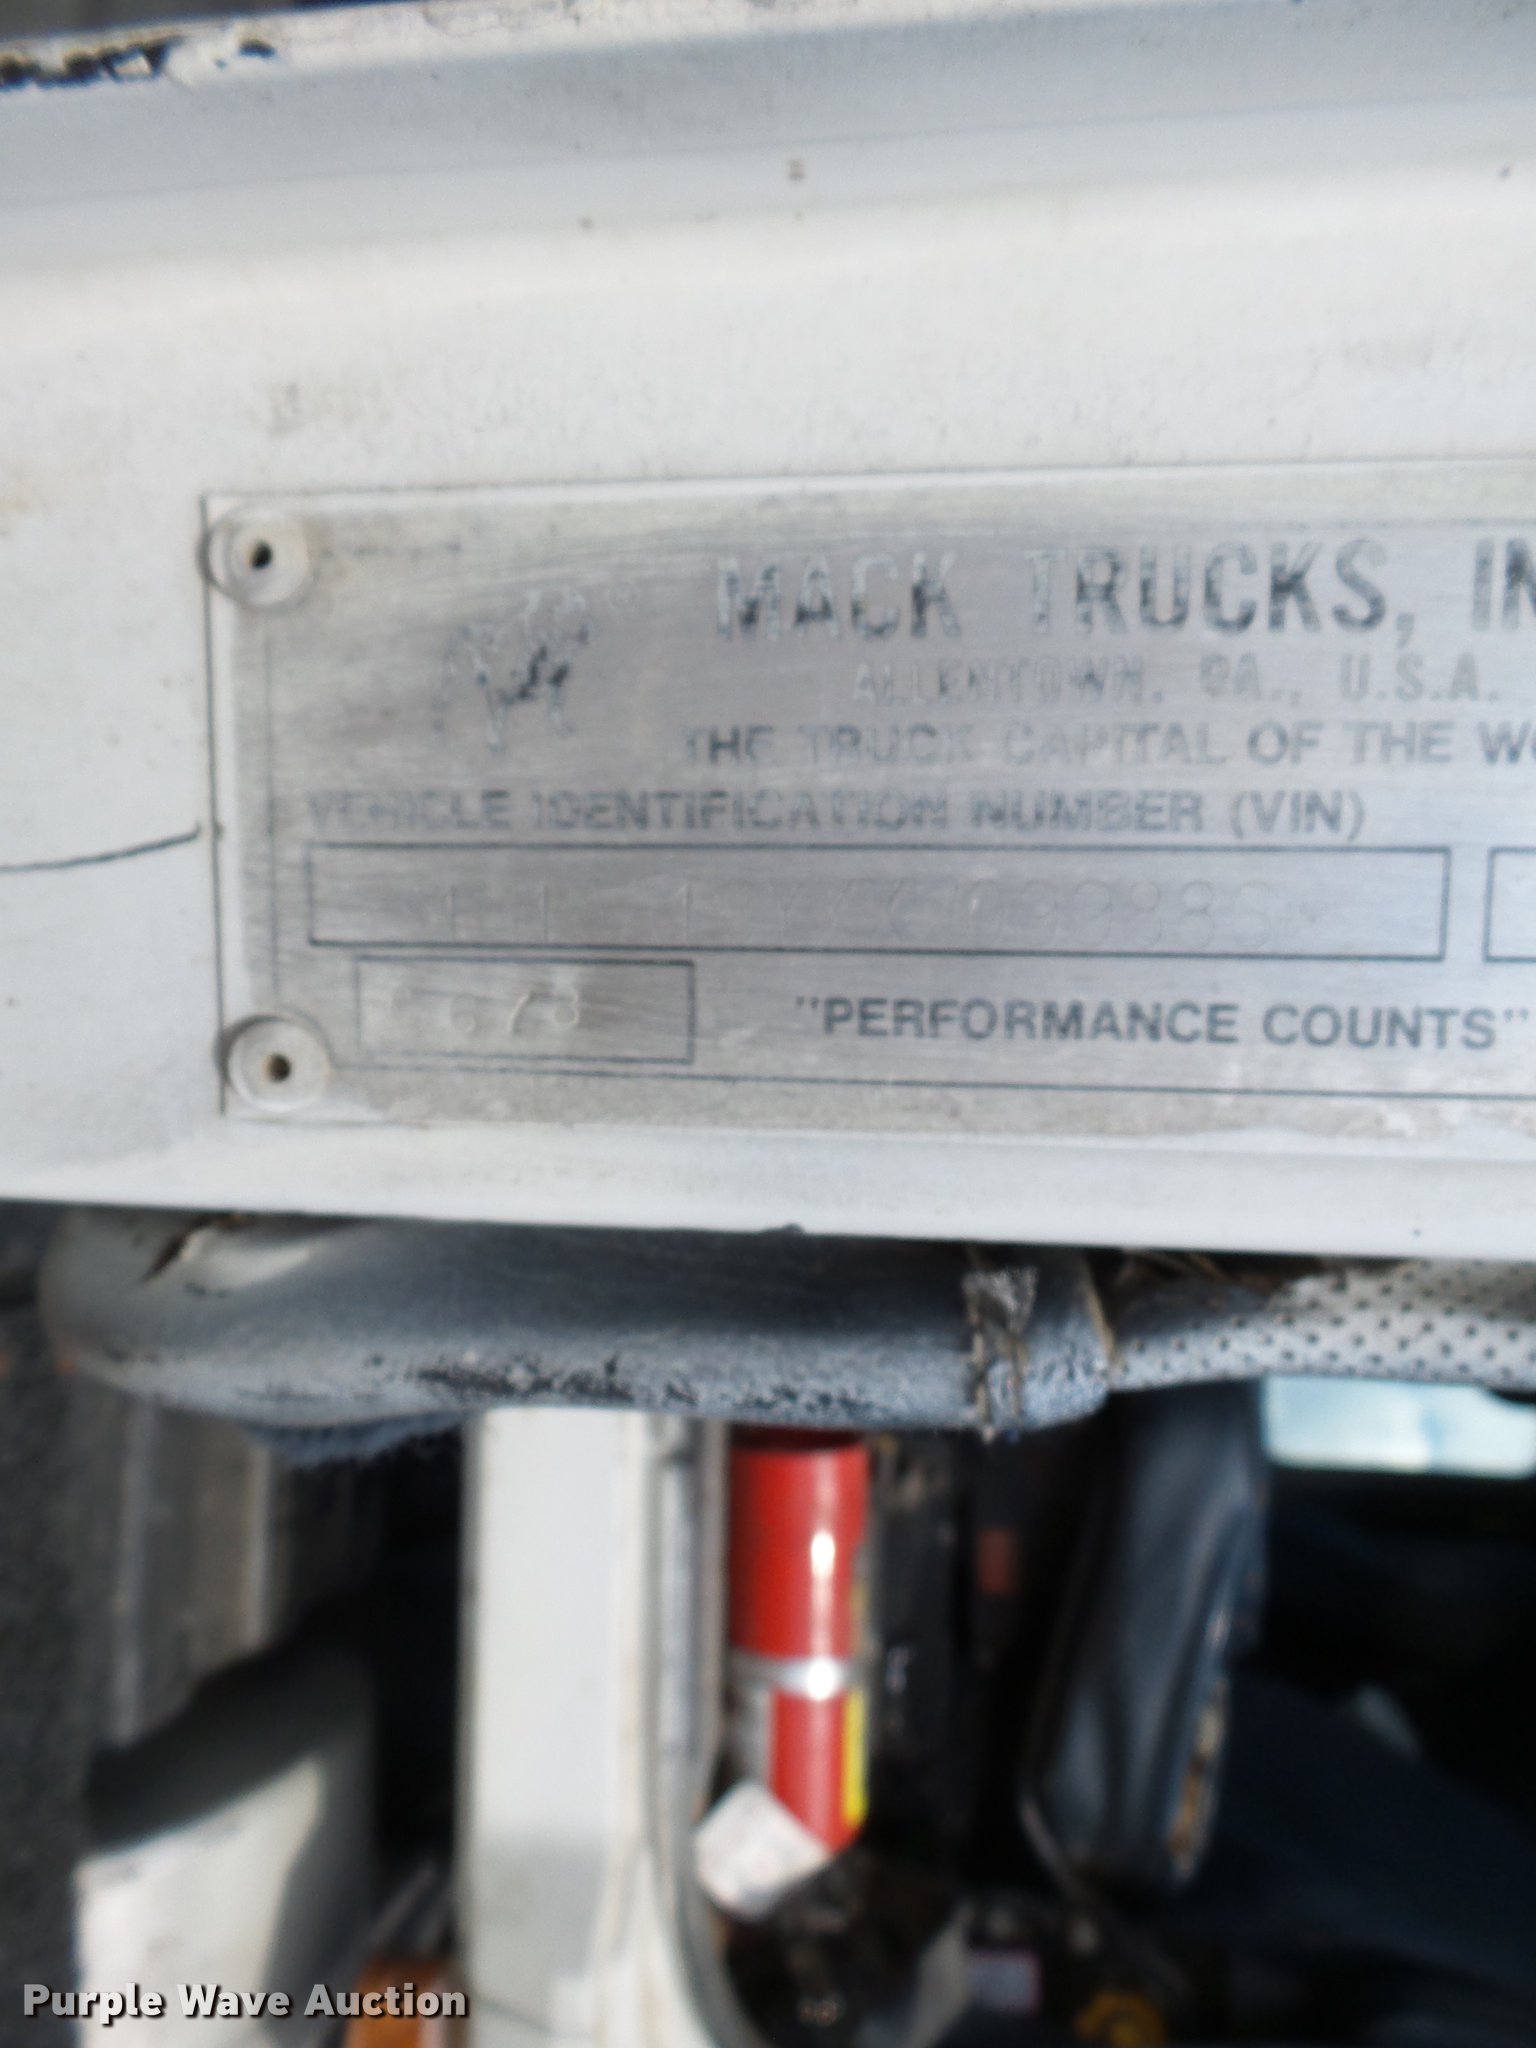 ®
MACK TRUCKS, IN
ALLENTOWN, PA., U.S.A.
THE TRUCK CAPITAL OF THE WO
VEHICLE IDENTIFICATION NUMBER (VIN)
"PERFORMANCE COUNTS"
Purple Wave Auction